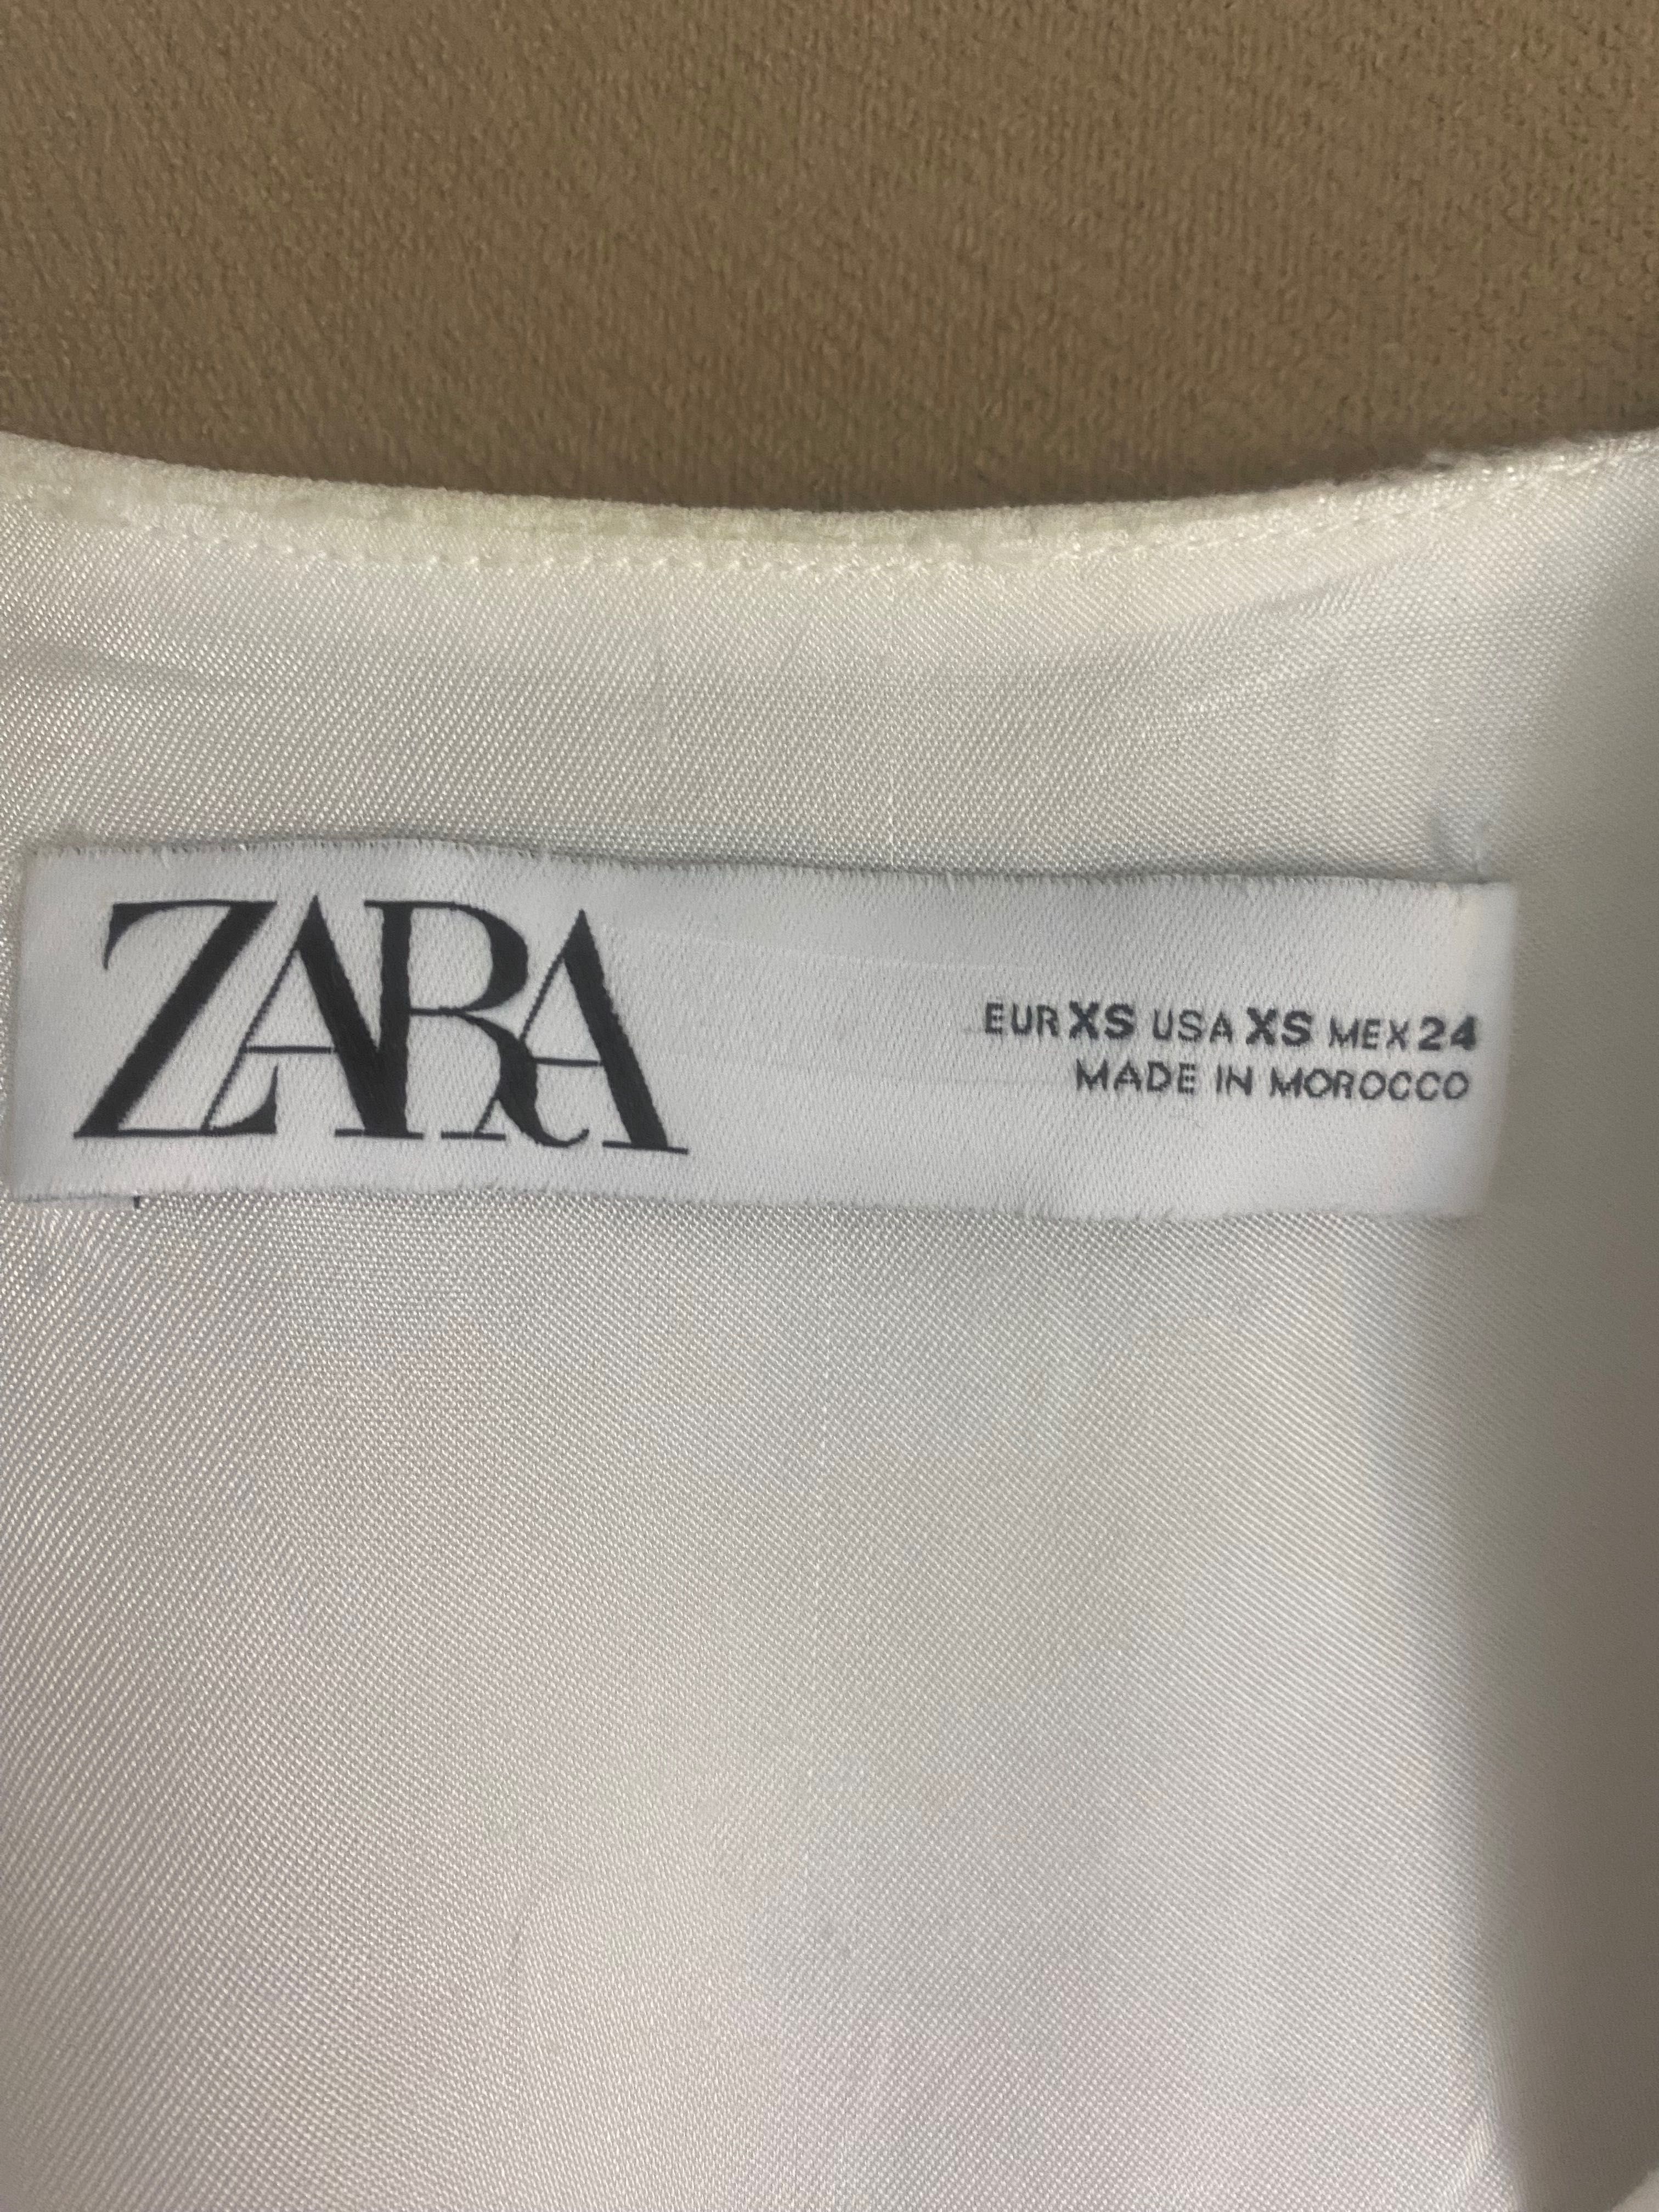 ZARA
EUR XS USA XS MEX 24
MADE IN MOROCCO